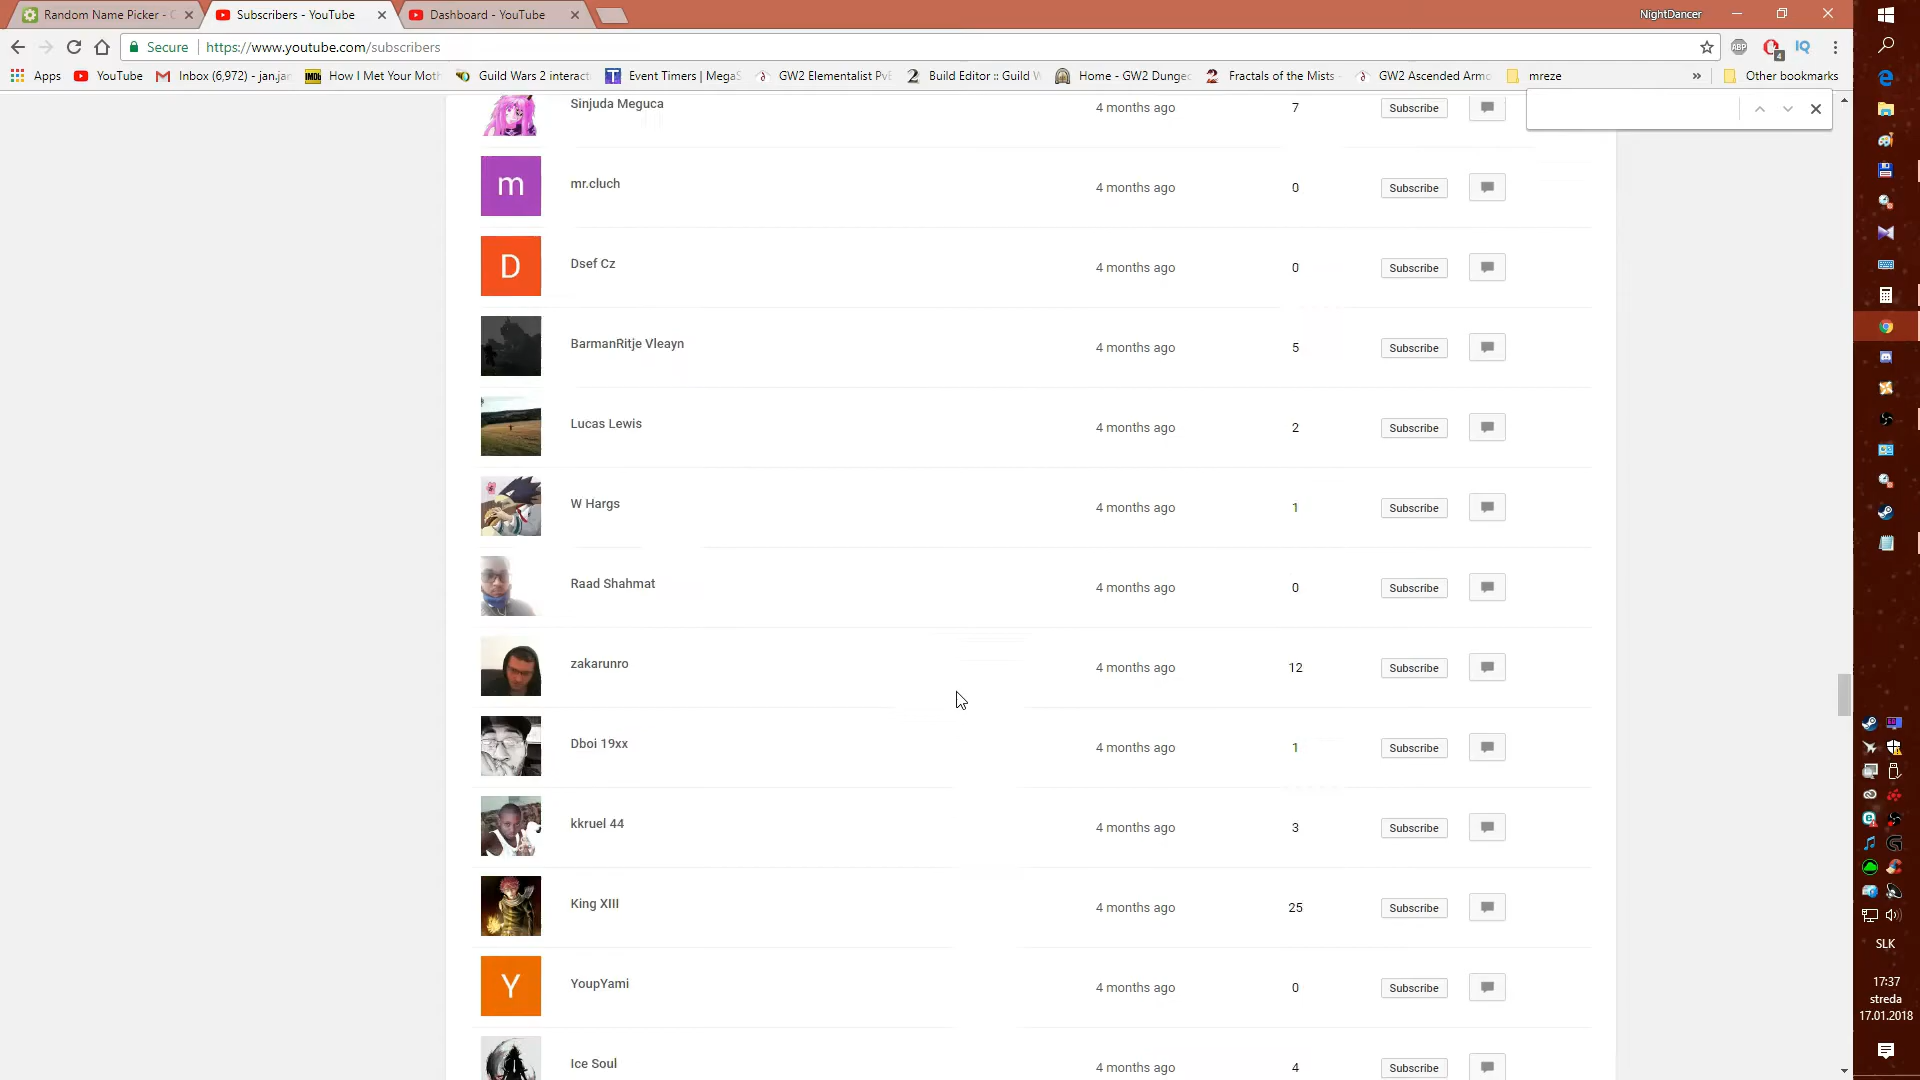 Random Name Picker - C
Subscribers - YouTube
Dashboard - YouTube
NightDancer
Secure
https://www.youtube.com/subscribers
ABP
4
IQ
Apps
YouTube
Inbox (6,972) - jan.jan
IMDb
How I Met Your Moth
Guild Wars 2 interact
T
Event Timers | MegaS
GW2 Elementalist PvE
2
Build Editor :: Guild W
Home - GW2 Dunge
2
Fractals of the Mists -
GW2 Ascended Armo
mreze
»
Other bookmarks
Sinjuda Meguca 4 months ago 7 Subscribe
m mr.cluch 4 months ago 0 Subscribe
D Dsef Cz 4 months ago 0 Subscribe
BarmanRitje Vleayn 4 months ago 5 Subscribe
Lucas Lewis 4 months ago 2 Subscribe
W Hargs 4 months ago 1 Subscribe
Raad Shahmat 4 months ago 0 Subscribe
zakarunro 4 months ago 12 Subscribe
Dboi 19xx 4 months ago 1 Subscribe
kkruel 44 4 months ago 3 Subscribe
King XIII 4 months ago 25 Subscribe
Y YoupYami 4 months ago 0 Subscribe
Ice Soul 4 months ago 4 Subscribe
SLK
17:37
streda
17.01.2018